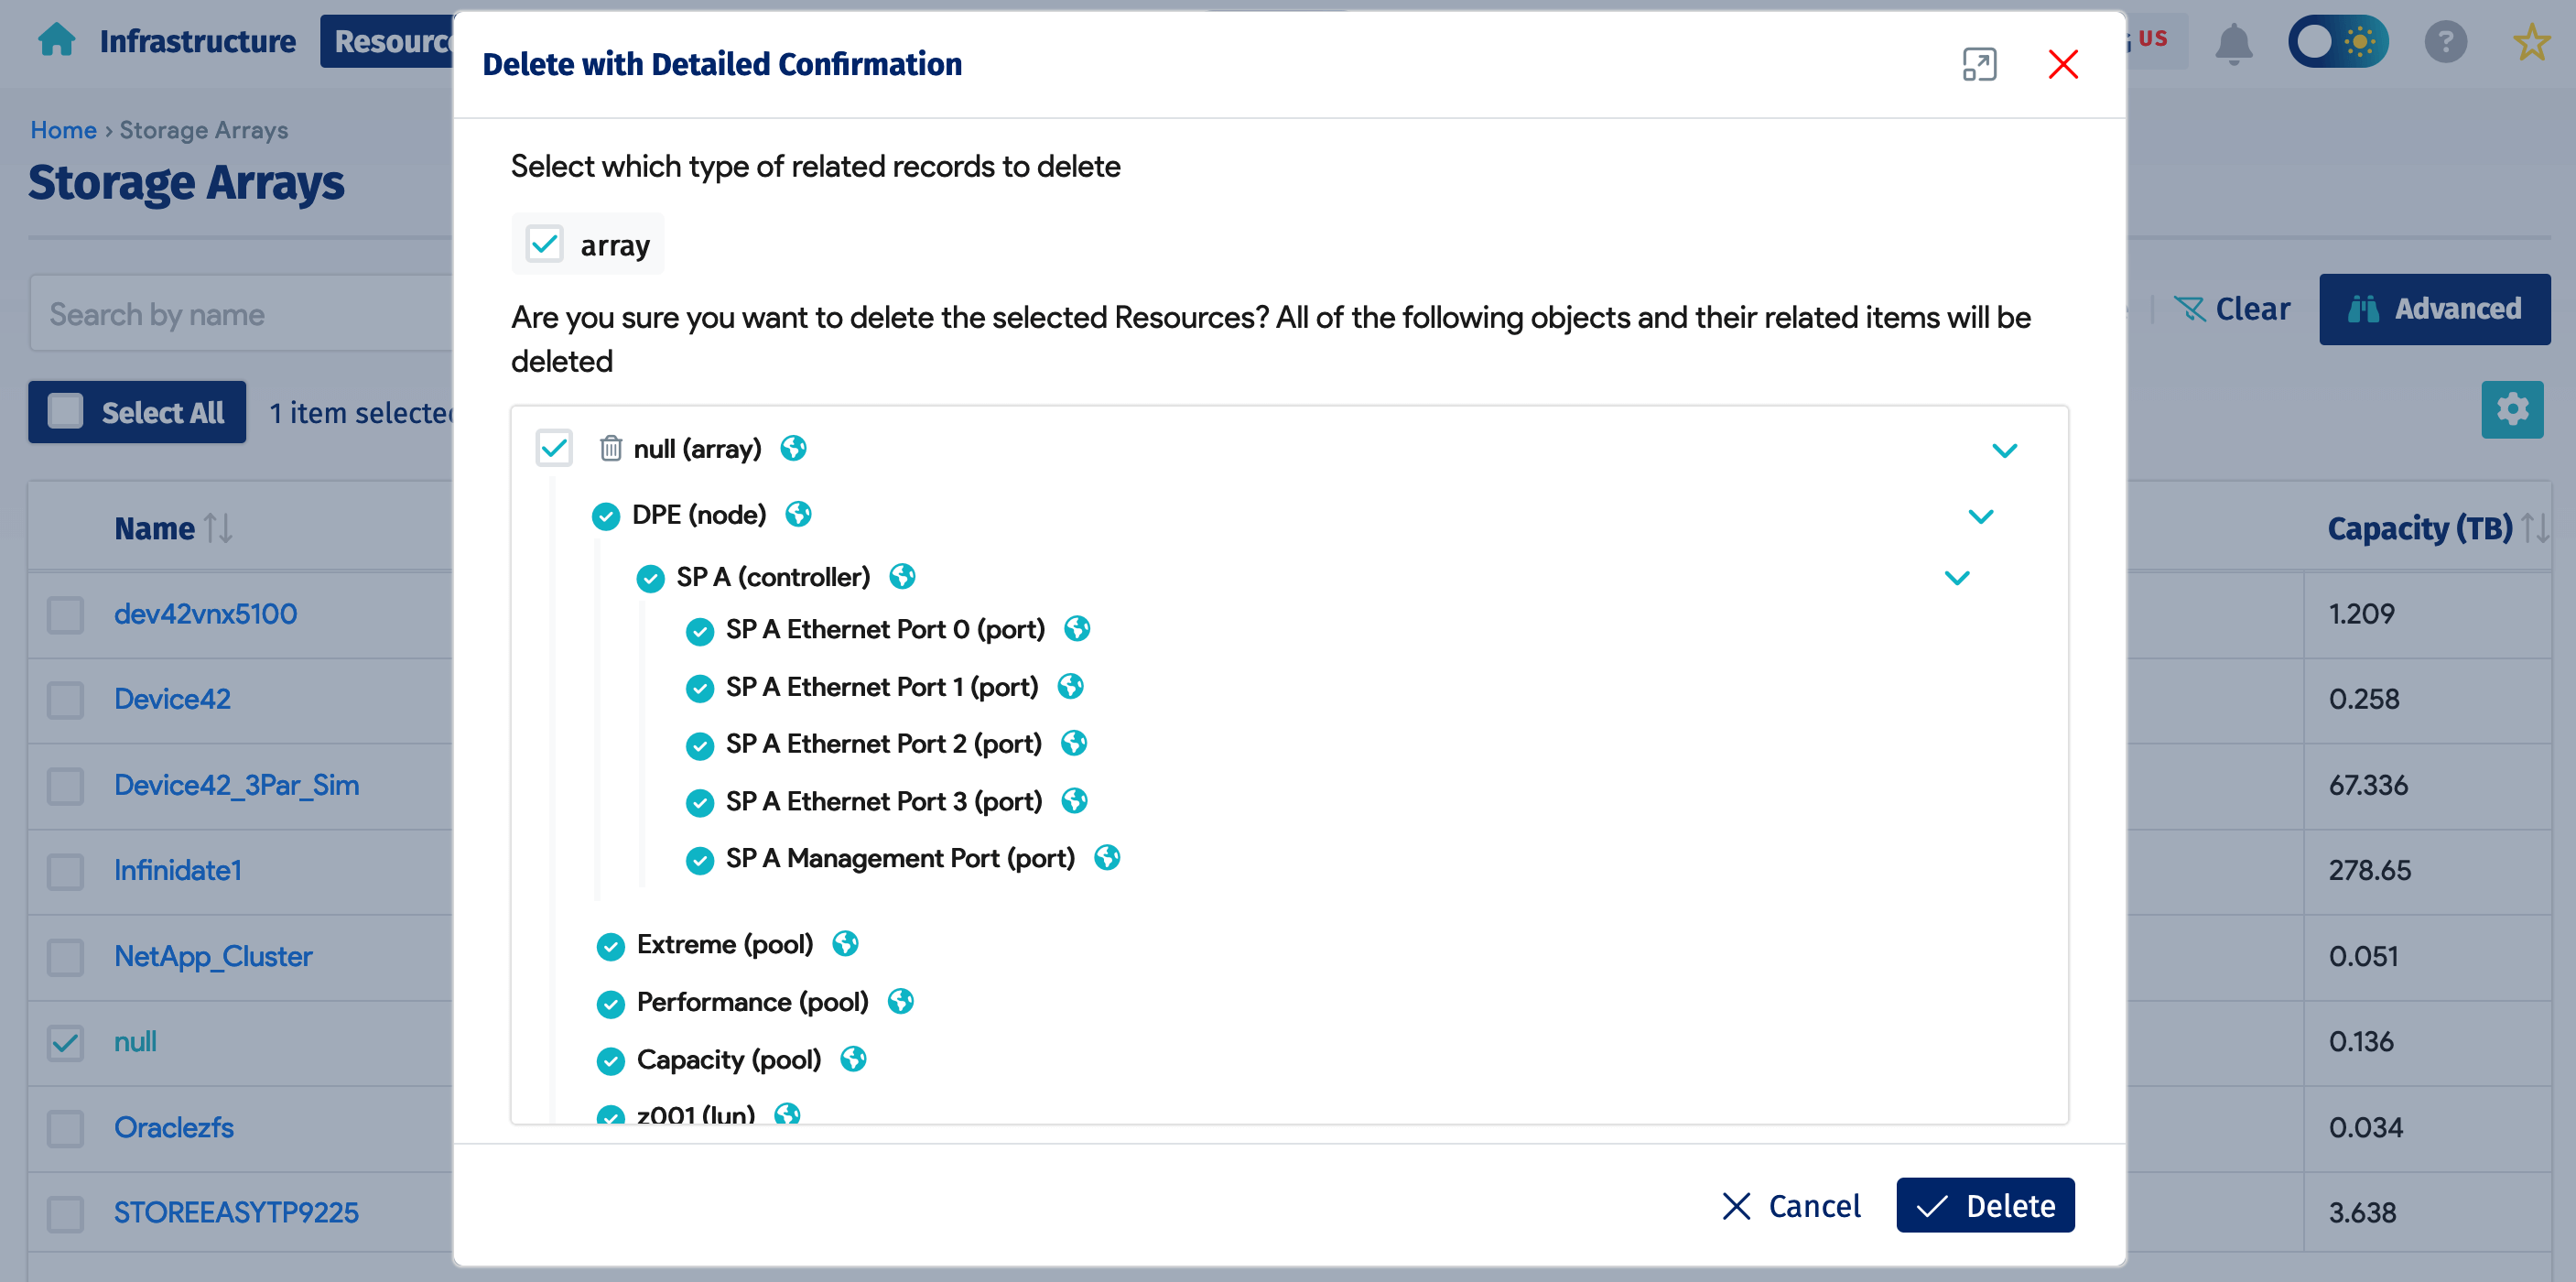 Infrastructure
Resourc
US
Home › Storage Arrays
Storage Arrays
Search by name
Clear
Advanced
Select All
1 item selected
Name
Capacity (TB)
dev42vnx5100
1.209
Device42
0.258
Device42_3Par_Sim
67.336
Infinidate1
278.65
NetApp_Cluster
0.051
null
0.136
Oraclezfs
0.034
STOREEASYTP9225
3.638
Delete with Detailed Confirmation
Select which type of related records to delete
array
Are you sure you want to delete the selected Resources? All of the following objects and their related items will be
deleted
null (array)
DPE (node)
SP A (controller)
SP A Ethernet Port 0 (port)
SP A Ethernet Port 1 (port)
SP A Ethernet Port 2 (port)
SP A Ethernet Port 3 (port)
SP A Management Port (port)
Extreme (pool)
Performance (pool)
Capacity (pool)
z001 (lun)
Cancel
Delete